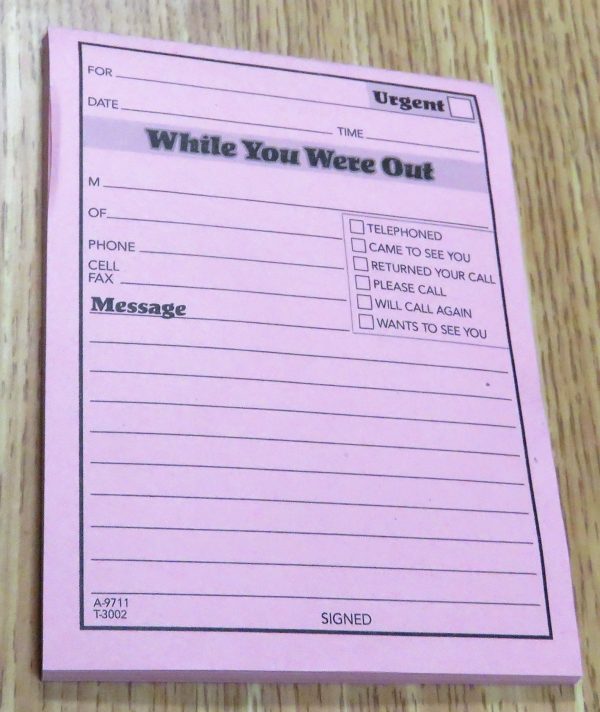 FOR
Urgent
DATE TIME
While You Were Out
M
OF
TELEPHONED
CAME TO SEE YOU
PHONE
RETURNED YOUR CALL
CELL
FAX
PLEASE CALL
WILL CALL AGAIN
Message
WANTS TO SEE YOU
A-9711
T-3002
SIGNED